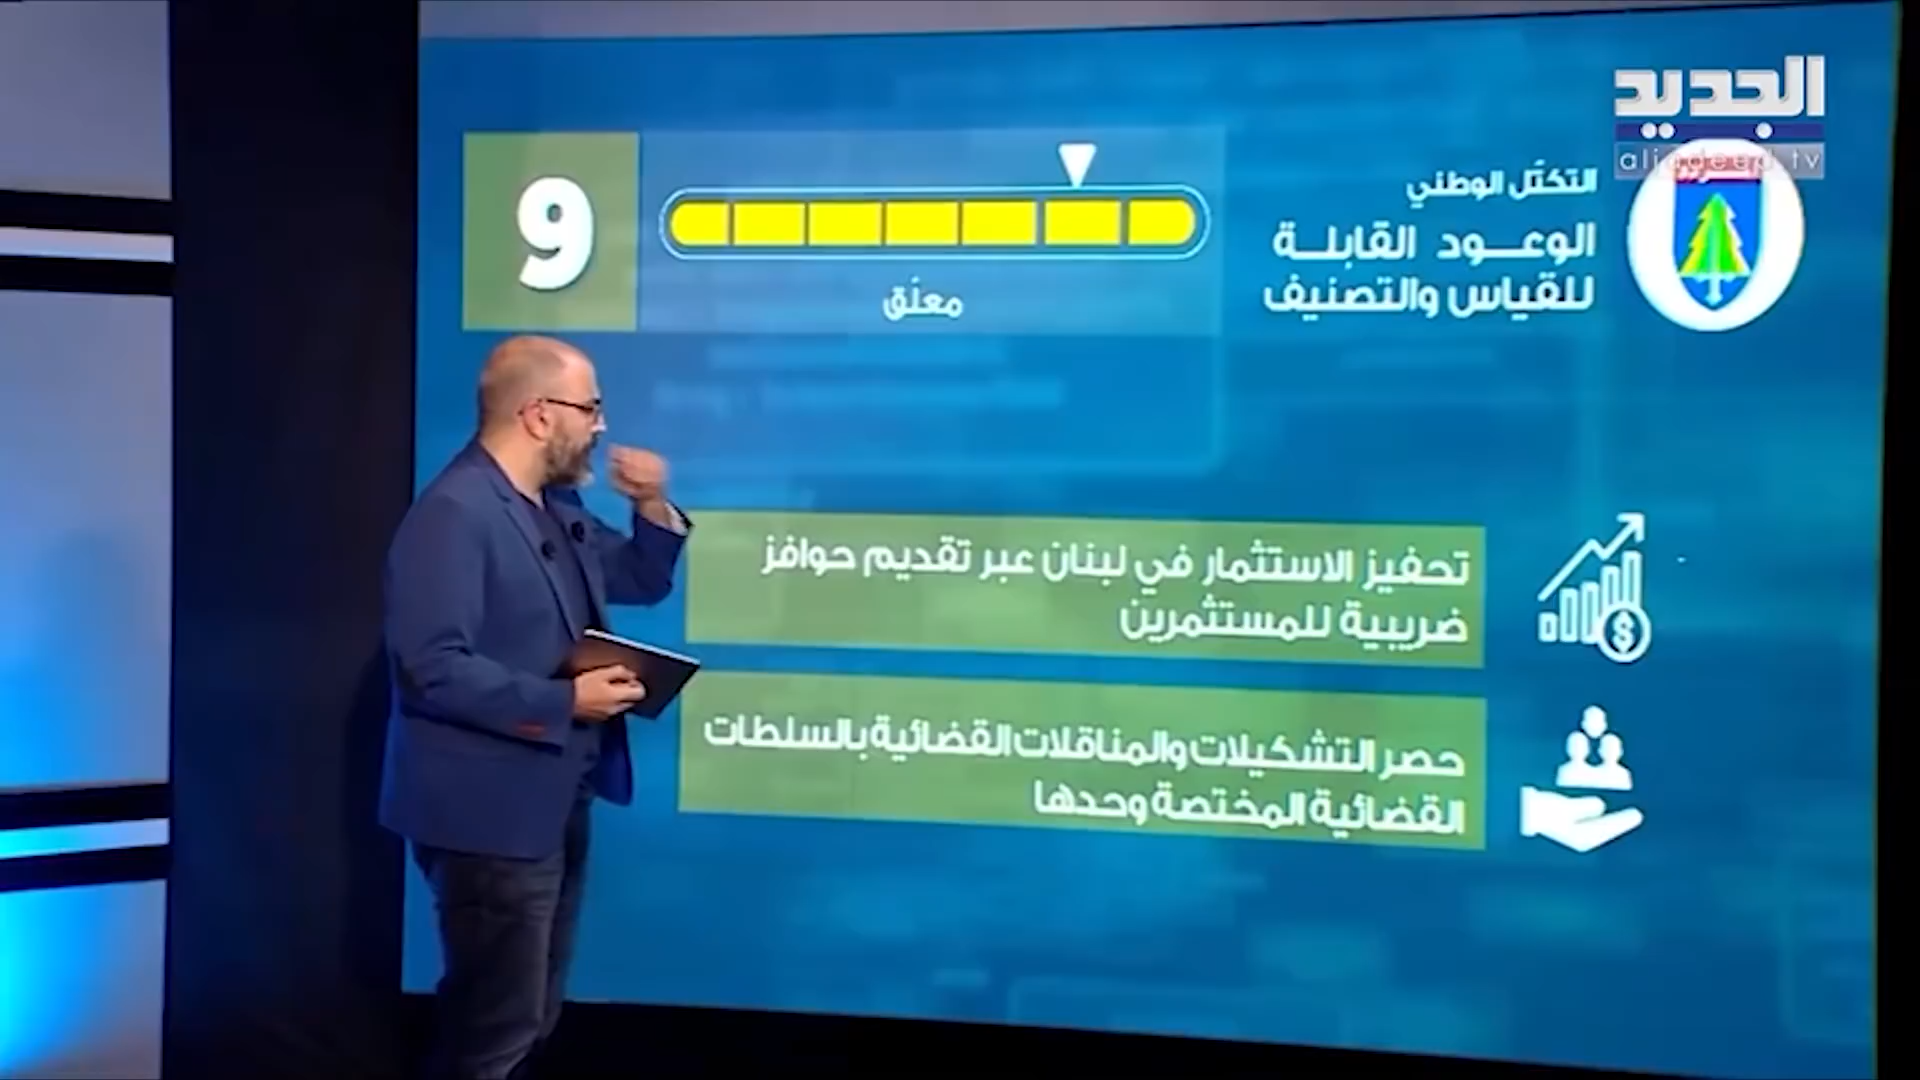 الجديد
aljadeed.tv
التكتّل الوطني
الوعود القابلة
للقياس والتصنيف
معلّق
9
تحفيز الاستثمار في لبنان عبر تقديم حوافز
ضريبية للمستثمرين
حصر التشكيلات والمناقلات القضائية بالسلطات
القضائية المختصة وحدها
$